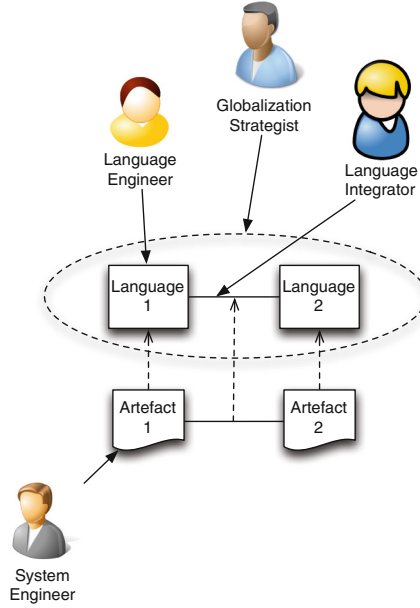 Globalization
Strategist
Language
Engineer
Language
Integrator
Language
1
Language
2
Artefact
1
Artefact
2
System
Engineer